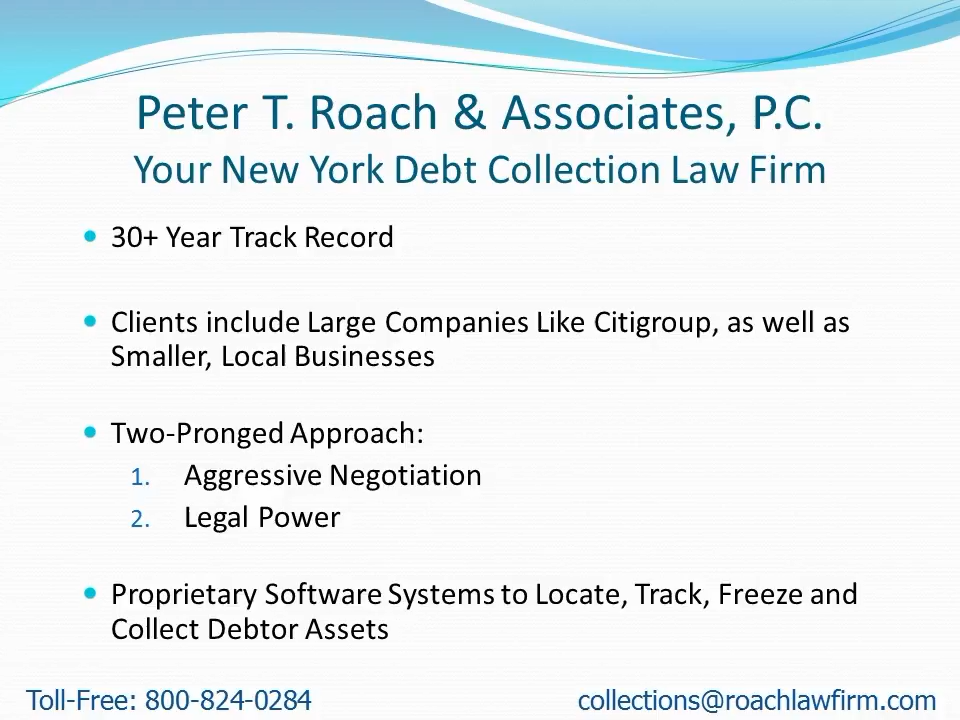 Peter T. Roach & Associates, P.C.
Your New York Debt Collection Law Firm
• 30+ Year Track Record
• Clients include Large Companies Like Citigroup, as well as
Smaller, Local Businesses
• Two-Pronged Approach:
1. Aggressive Negotiation
2. Legal Power
• Proprietary Software Systems to Locate, Track, Freeze and
Collect Debtor Assets
Toll-Free: 800-824-0284
collections@roachlawfirm.com